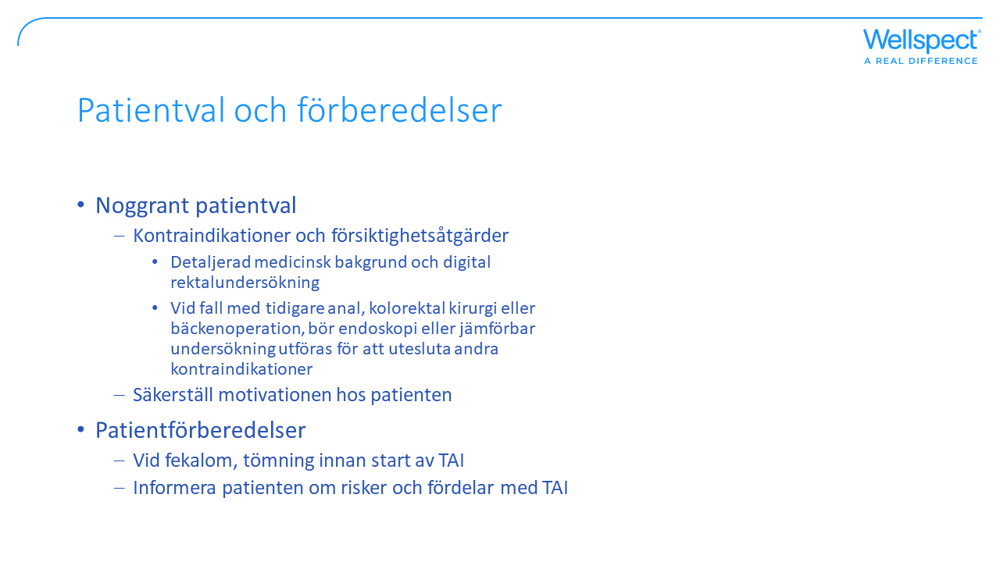 Wellspect®
A REAL DIFFERENCE
Patientval och förberedelser
• Noggrant patientval
– Kontraindikationer och försiktighetsåtgärder
• Detaljerad medicinsk bakgrund och digital
rektalundersökning
• Vid fall med tidigare anal, kolorektal kirurgi eller
bäckenoperation, bör endoskopi eller jämförbar
undersökning utföras för att utesluta andra
kontraindikationer
– Säkerställ motivationen hos patienten
• Patientförberedelser
– Vid fekalom, tömning innan start av TAI
– Informera patienten om risker och fördelar med TAI